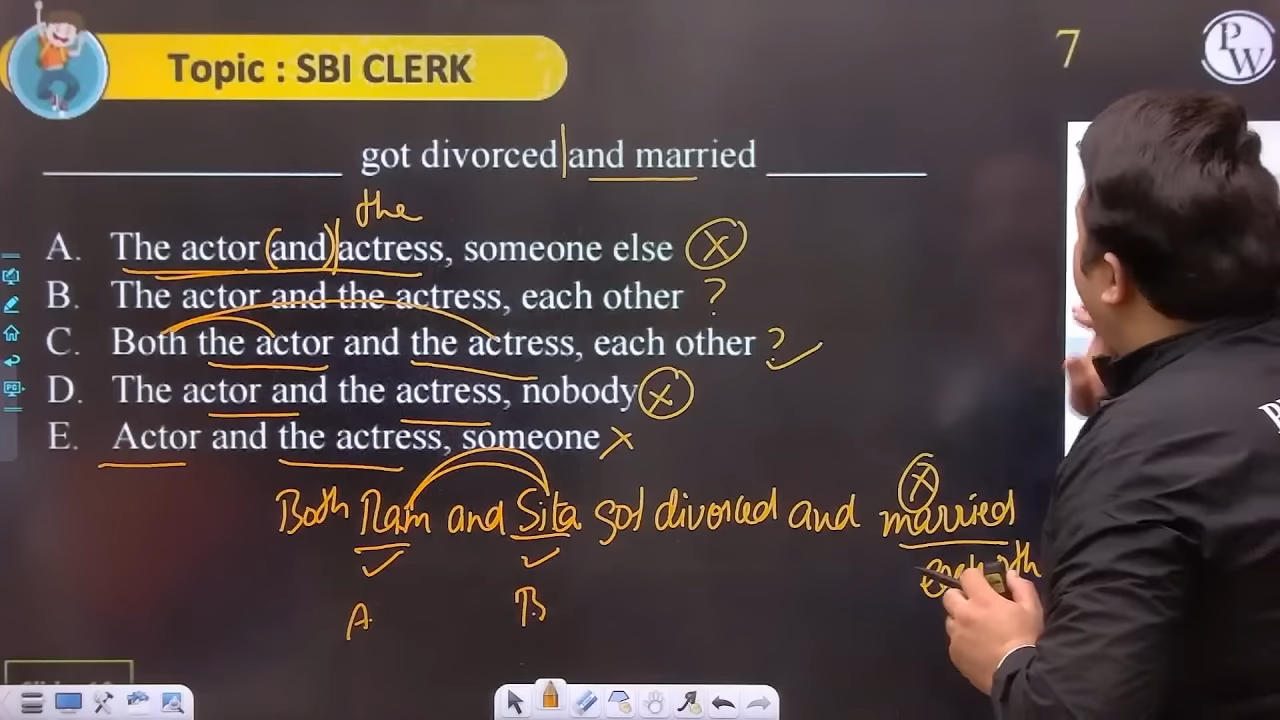 7
PW
Topic : SBI CLERK
____________ got divorced and married ____________
the
A. The actor (and) actress, someone else X
B. The actor and the actress, each other ?
C. Both the actor and the actress, each other ?
D. The actor and the actress, nobody X
E. Actor and the actress, someone X
Both Ram and Sita got divorced and married
A B